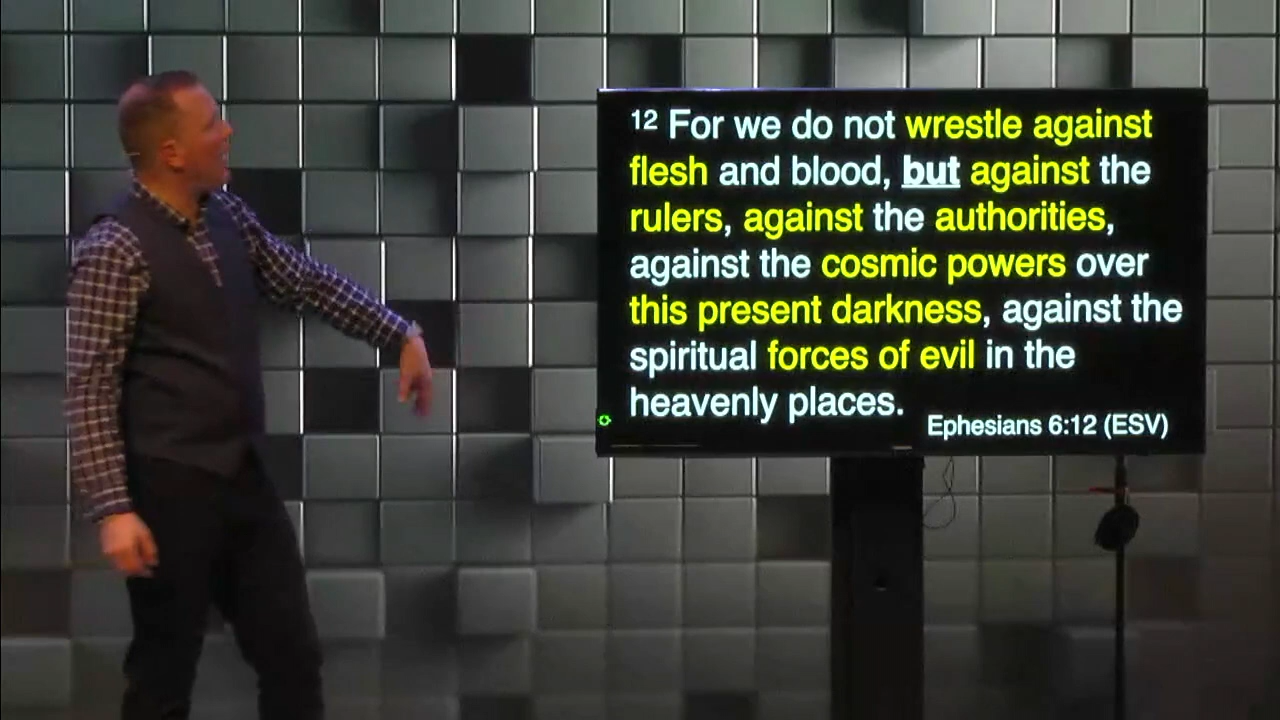 12 For we do not wrestle against
flesh and blood, but against the
rulers, against the authorities,
against the cosmic powers over
this present darkness, against the
spiritual forces of evil in the
heavenly places.
Ephesians 6:12 (ESV)